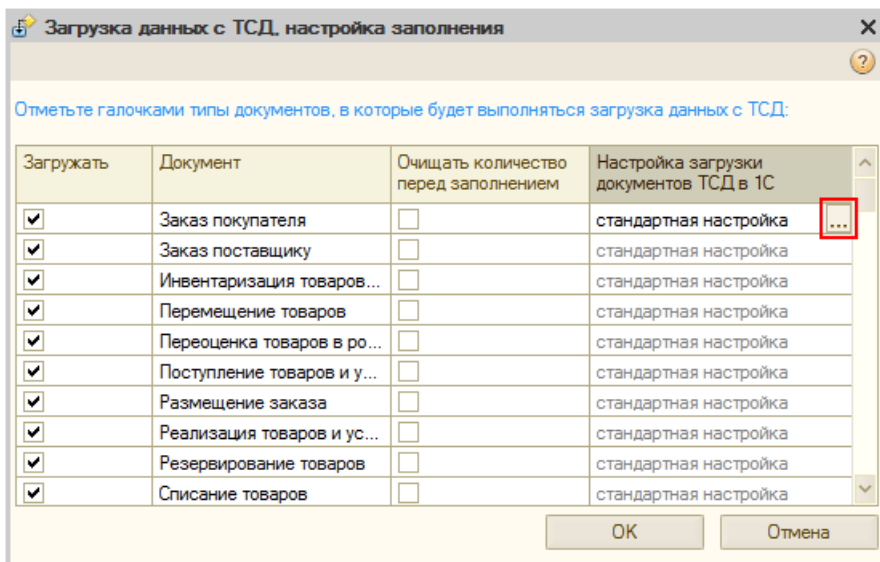 Загрузка данных с ТСД, настройка заполнения
Отметьте галочками типы документов, в которые будет выполняться загрузка данных с ТСД:
Загружать Документ Очищать количество перед заполнением Настройка загрузки документов ТСД в 1С
Заказ покупателя стандартная настройка ...
Заказ поставщику стандартная настройка
Инвентаризация товаров... стандартная настройка
Перемещение товаров стандартная настройка
Переоценка товаров в ро... стандартная настройка
Поступление товаров и у... стандартная настройка
Размещение заказа стандартная настройка
Реализация товаров и ус... стандартная настройка
Резервирование товаров стандартная настройка
Списание товаров стандартная настройка
OK Отмена